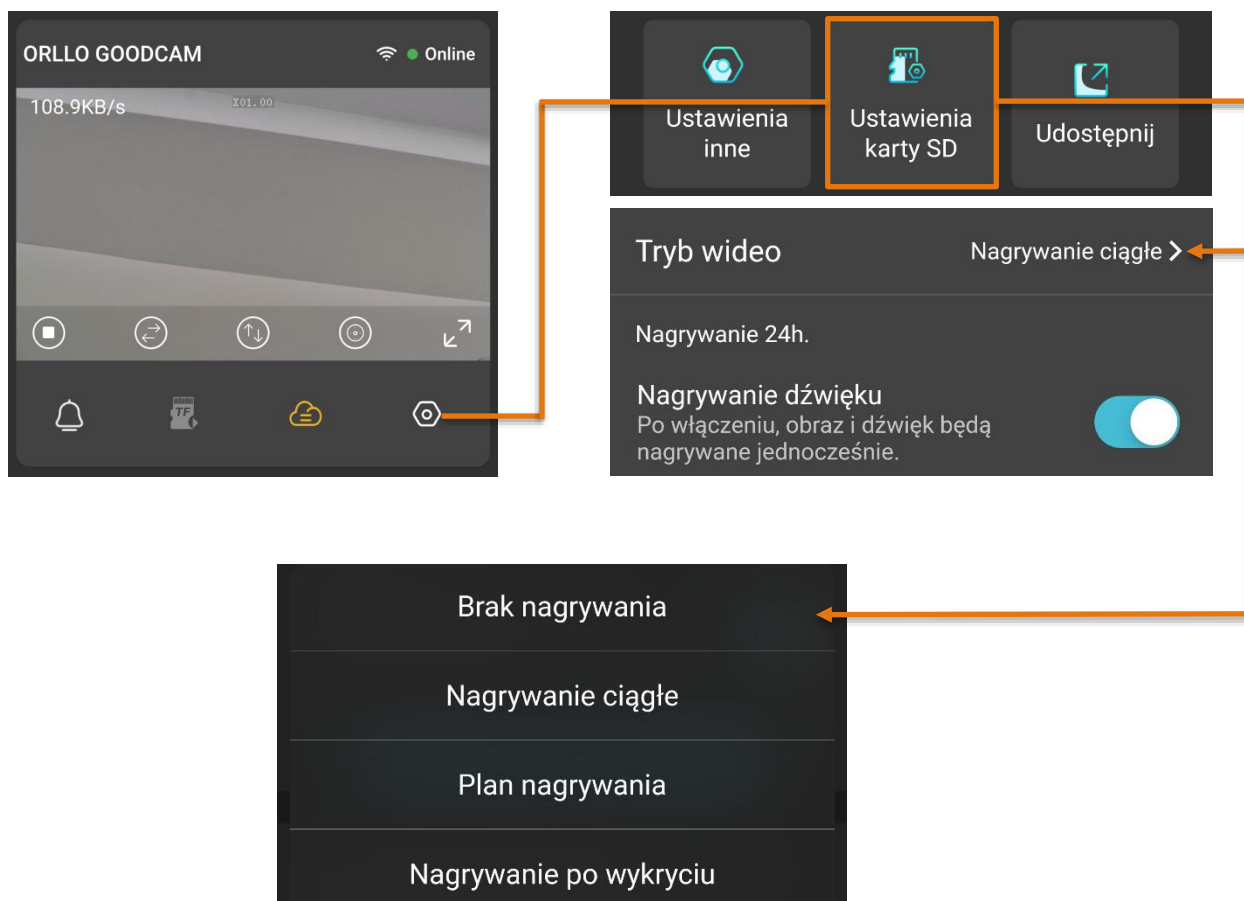 ORLLO GOODCAM
Online
108.9KB/s
X01.00
TF
Ustawienia
inne
Ustawienia
karty SD
Udostępnij
Tryb wideo
Nagrywanie ciągłe
Nagrywanie 24h.
Nagrywanie dźwięku
Po włączeniu, obraz i dźwięk będą
nagrywane jednocześnie.
Brak nagrywania
Nagrywanie ciągłe
Plan nagrywania
Nagrywanie po wykryciu